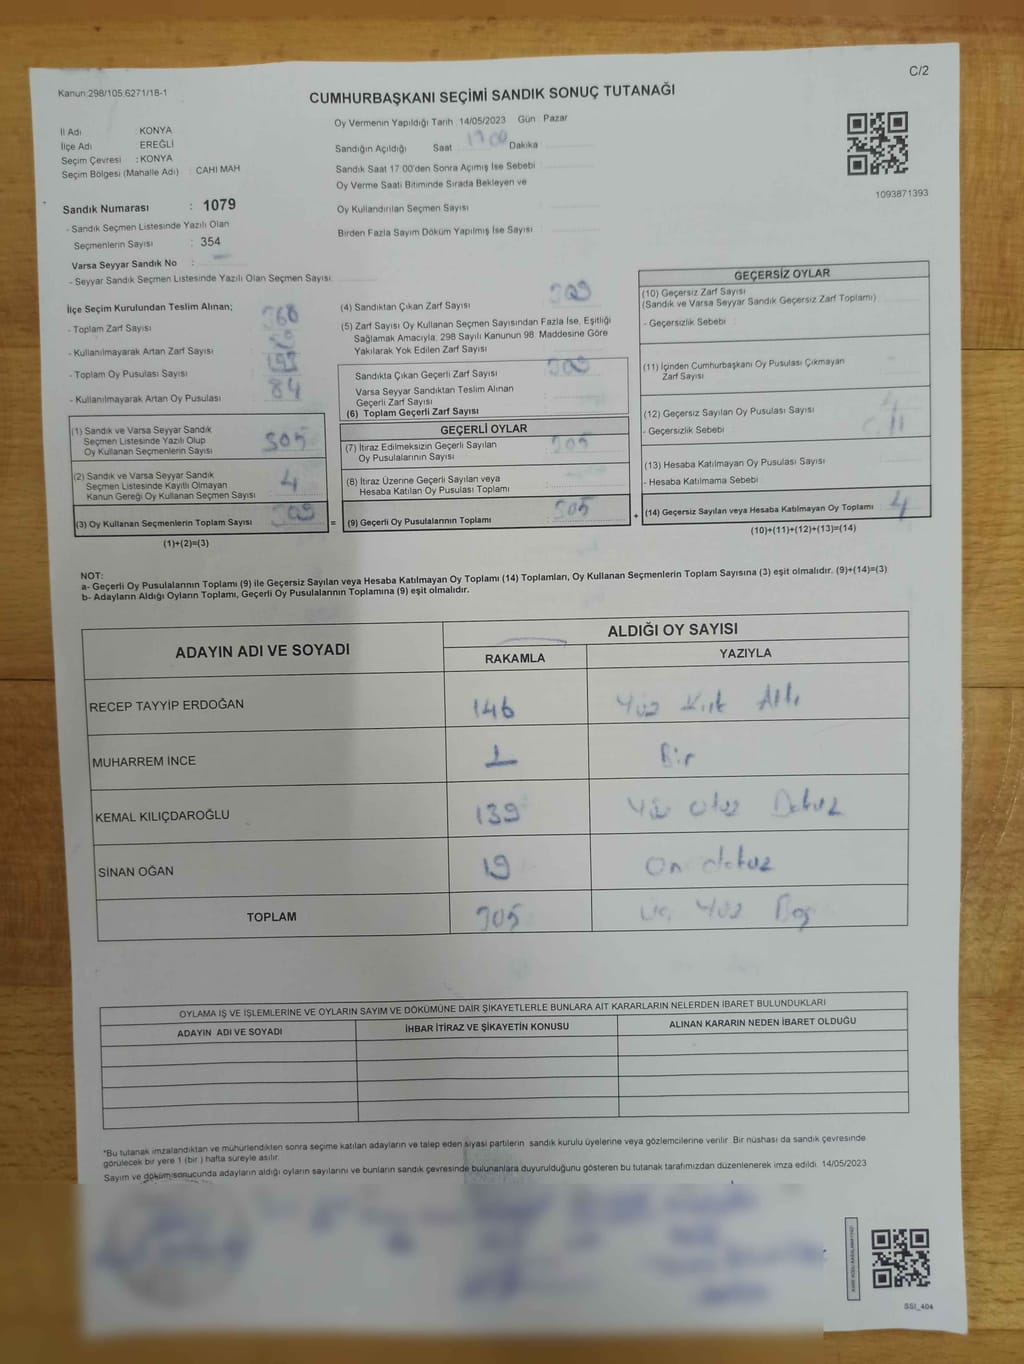 C/2
Kanun:298/105 6271/18-1
CUMHURBAŞKANI SEÇİMİ SANDIK SONUÇ TUTANAĞI
İl Adı : KONYA
İlçe Adı : EREĞLİ
Seçim Çevresi : KONYA
Seçim Bölgesi (Mahalle Adı) : CAHI MAH
Oy Vermenin Yapıldığı Tarih :14/05/2023 Gün : Pazar
Sandığın Açıldığı Saat : 17 00 Dakika :
Sandık Saat 17:00'den Sonra Açımış İse Sebebi :
Oy Verme Saati Bitiminde Sırada Bekleyen ve
Oy Kullandırılan Seçmen Sayısı :
Birden Fazla Sayım Döküm Yapılmış İse Sayısı :
1093871393
Sandık Numarası : 1079
- Sandık Seçmen Listesinde Yazılı Olan
Seçmenlerin Sayısı : 354
Varsa Seyyar Sandık No :
- Seyyar Sandık Seçmen Listesinde Yazılı Olan Seçmen Sayısı:
İlçe Seçim Kurulundan Teslim Alınan;
- Toplam Zarf Sayısı : 360
- Kullanılmayarak Artan Zarf Sayısı :
- Toplam Oy Pusulası Sayısı :
- Kullanılmayarak Artan Oy Pusulası : 84
(1) Sandık ve Varsa Seyyar Sandık
Seçmen Listesinde Yazılı Olup
Oy Kullanan Seçmenlerin Sayısı : 305
(2) Sandık ve Varsa Seyyar Sandık
Seçmen Listesinde Kayıtlı Olmayan
Kanun Gereği Oy Kullanan Seçmen Sayısı : 4
(3) Oy Kullanan Seçmenlerin Toplam Sayısı : 309
(1)+(2)=(3)
(4) Sandıktan Çıkan Zarf Sayısı : 309
(5) Zarf Sayısı Oy Kullanan Seçmen Sayısından Fazla İse, Eşitliği
Sağlamak Amacıyla, 298 Sayılı Kanunun 98. Maddesine Göre
Yakılarak Yok Edilen Zarf Sayısı :
Sandıkta Çıkan Geçerli Zarf Sayısı : 309
Varsa Seyyar Sandıktan Teslim Alınan
Geçerli Zarf Sayısı :
(6) Toplam Geçerli Zarf Sayısı :
GEÇERLİ OYLAR
(7) İtiraz Edilmeksizin Geçerli Sayılan
Oy Pusulalarının Sayısı : 305
(8) İtiraz Üzerine Geçerli Sayılan veya
Hesaba Katılan Oy Pusulası Toplamı :
= (9) Geçerli Oy Pusulalarının Toplamı : 305
GEÇERSİZ OYLAR
(10) Geçersiz Zarf Sayısı
(Sandık ve Varsa Seyyar Sandık Geçersiz Zarf Toplamı) :
- Geçersizlik Sebebi :
(11) İçinden Cumhurbaşkanı Oy Pusulası Çıkmayan
Zarf Sayısı :
(12) Geçersiz Sayılan Oy Pusulası Sayısı : 4
- Geçersizlik Sebebi :
(13) Hesaba Katılmayan Oy Pusulası Sayısı :
- Hesaba Katılmama Sebebi :
+ (14) Geçersiz Sayılan veya Hesaba Katılmayan Oy Toplamı : 4
(10)+(11)+(12)+(13)=(14)
NOT:
a- Geçerli Oy Pusulalarının Toplamı (9) ile Geçersiz Sayılan veya Hesaba Katılmayan Oy Toplamı (14) Toplamları, Oy Kullanan Seçmenlerin Toplam Sayısına (3) eşit olmalıdır. (9)+(14)=(3)
b- Adayların Aldığı Oyların Toplamı, Geçerli Oy Pusulalarının Toplamına (9) eşit olmalıdır.
ADAYIN ADI VE SOYADI
ALDIĞI OY SAYISI
RAKAMLA YAZIYLA
RECEP TAYYİP ERDOĞAN 146 Yüz Kırk Altı
MUHARREM İNCE 1 Bir
KEMAL KILIÇDAROĞLU 139 Yüz Otuz Dokuz
SİNAN OĞAN 19 On dokuz
TOPLAM 305 Üç Yüz Beş
OYLAMA İŞ VE İŞLEMLERİNE VE OYLARIN SAYIM VE DÖKÜMÜNE DAİR ŞİKAYETLERLE BUNLARA AİT KARARLARIN NELERDEN İBARET BULUNDUKLARI
ADAYIN ADI VE SOYADI İHBAR İTİRAZ VE ŞİKAYETİN KONUSU ALINAN KARARIN NEDEN İBARET OLDUĞU
*Bu tutanak imzalandıktan ve mühürlendikten sonra seçime katılan adayların ve talep eden siyasi partilerin sandık kurulu üyelerine veya gözlemcilerine verilir. Bir nüshası da sandık çevresinde
görülecek bir yere 1 (bir ) hafta süreyle asılır.
Sayım ve döküm sonucunda adayların aldığı oyların sayılarını ve bunların sandık çevresinde bulunanlara duyurulduğunu gösteren bu tutanak tarafımızdan düzenlenerek imza edildi. 14/05/2023
SSI_404